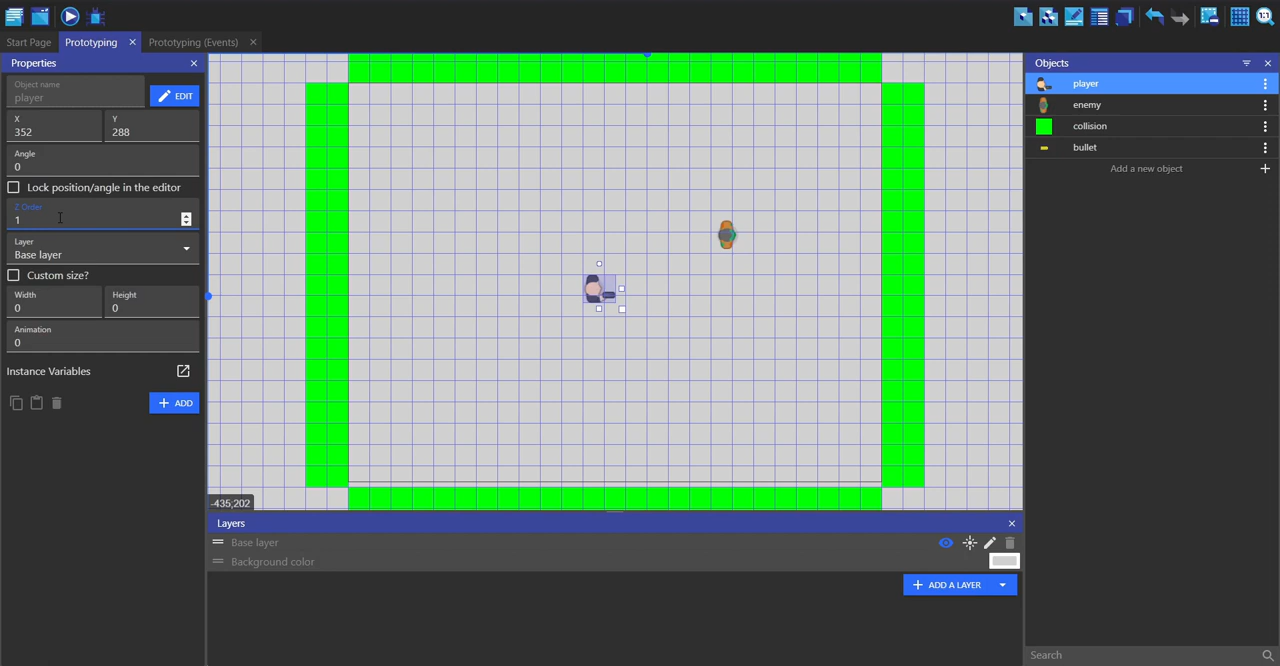 1:1
Start Page
Prototyping
Prototyping (Events)
Properties
Object name
player
EDIT
X
352
Y
288
Angle
0
Lock position/angle in the editor
Z Order
1
Layer
Base layer
Custom size?
Width
0
Height
0
Animation
0
Instance Variables
ADD
-435,202
Layers
Base layer
Background color
ADD A LAYER
Objects
player
enemy
collision
bullet
Add a new object
Search